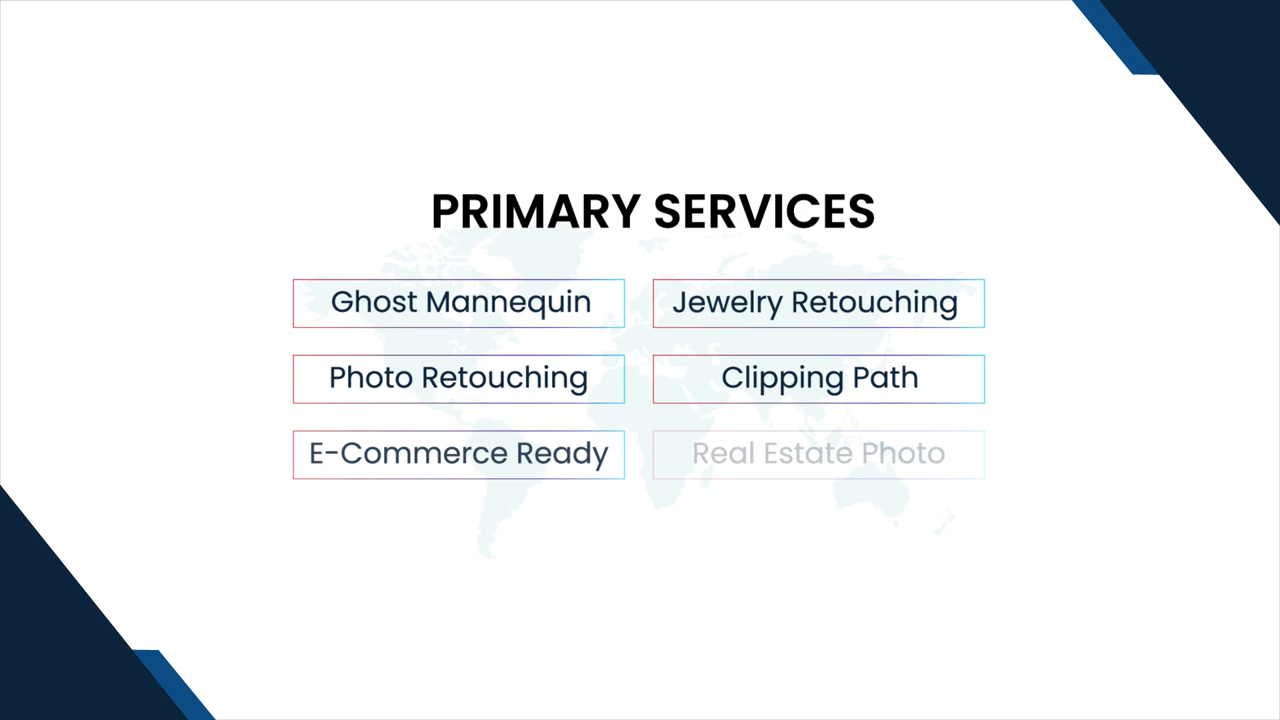 PRIMARY SERVICES
Ghost Mannequin
Jewelry Retouching
Photo Retouching
Clipping Path
E-Commerce Ready
Real Estate Photo